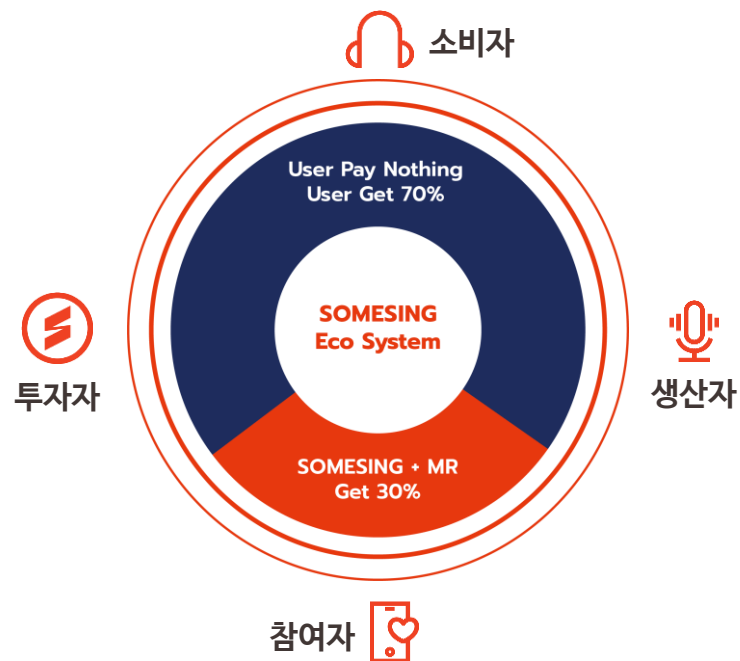 소비자
User Pay Nothing
User Get 70%
SOMESING
Eco System
투자자
생산자
SOMESING + MR
Get 30%
참여자